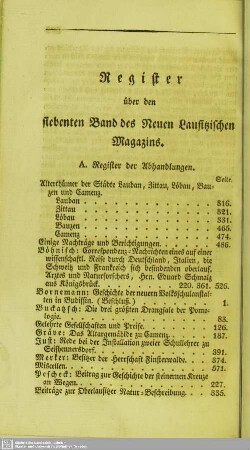 Register
über den
siebenten Band des Neuen Lausitzischen
Magazins.
A. Register der Abhandlungen.
Seite.
Alterthümer der Städte Lauban, Zittau, Löbau, Bau-
zen und Camenz.
Lauban - - - 316.
Zittau - - - 321.
Löbau - - - 331.
Bauzen - - - 465.
Camenz - - - 474.
Einige Nachträge und Berichtigungen. - - 486.
Böhnisch: Correspondenz-Nachrichten eines auf einer
wissenschaftl. Reise durch Deutschland, Italien, die
Schweiz und Frankreich sich befindenden oberlaus.
Arztes und Naturforschers, Hrn. Eduard Schmalz
aus Königsbrück. - - 220. 361. 526.
Bornemann: Geschichte der neuern Volksschulanstal-
ten in Budissin. (Beschluß.) - - 1.
Bukatzsch: Die drei größten Drangsale der Pomo-
logie. - - - 83.
Gelehrte Gesellschaften und Preise. - - 126.
Gräve: Das Altargemälde zu Camenz. - - 187.
Just: Rede bei der Installation zweier Schullehrer zu
Seifhennersdorf. - - - 391.
Merker: Besitzer der Herrschaft Finsterwalde. - 374.
Miscellen. - - - 571.
Pescheck: Beitrag zur Geschichte der steinernen Kreuze
an Wegen. - - - 227.
Beiträge zur Oberlausitzer Natur-Beschreibung. - 335.